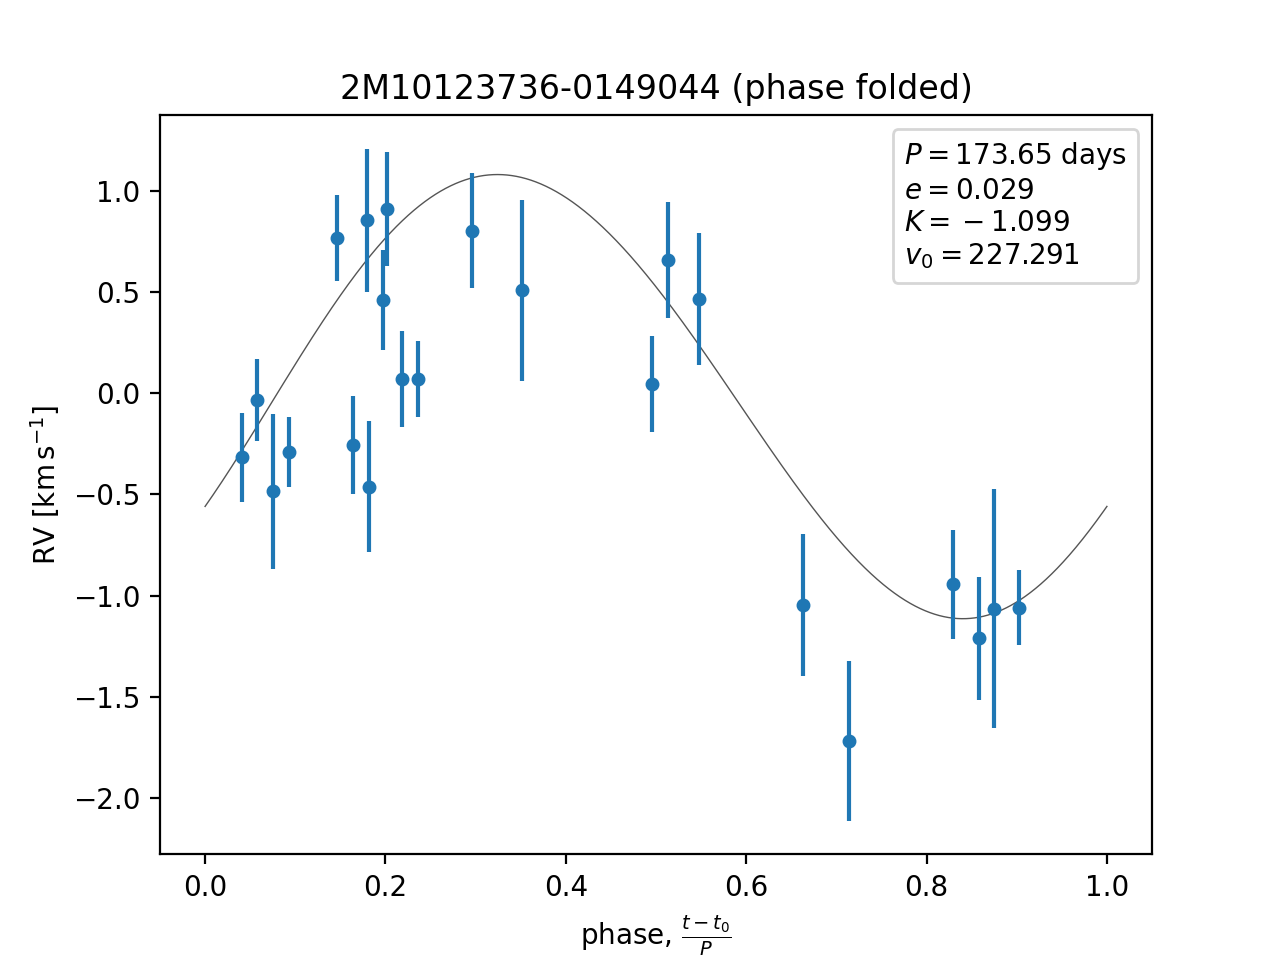 2M10123736-0149044 (phase folded)
P = 173.65 days
e = 0.029
K = −1.099
v₀ = 227.291
RV [km s⁻¹]
1.0
0.5
0.0
−0.5
−1.0
−1.5
−2.0
0.0 0.2 0.4 0.6 0.8 1.0
phase, (t − t₀)/P